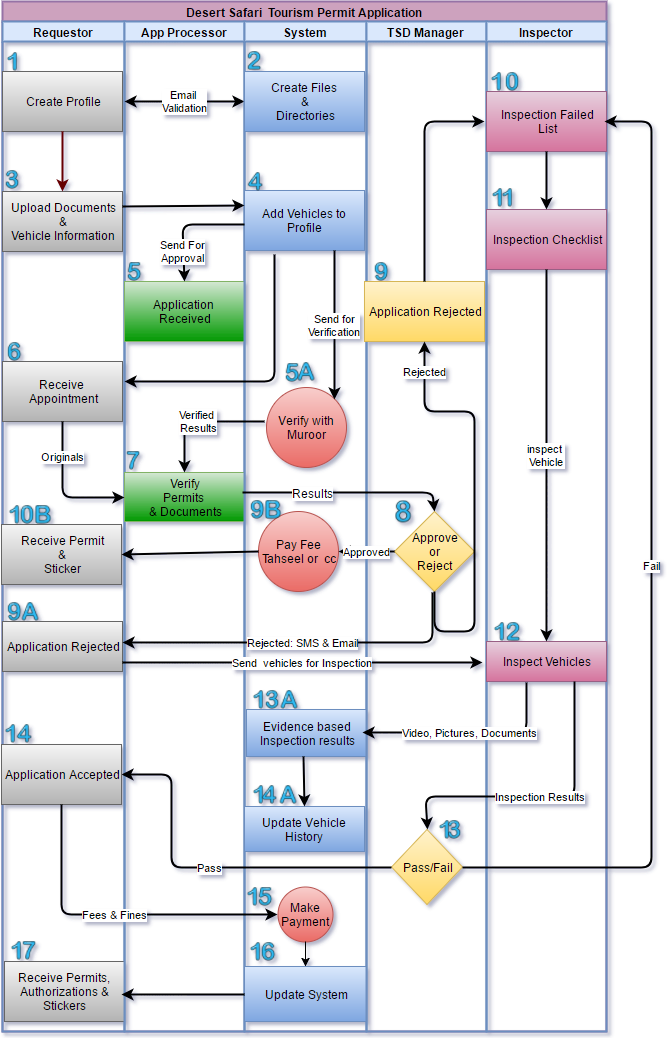 Desert Safari Tourism Permit Application
Requestor
App Processor
System
TSD Manager
Inspector
1
Create Profile
Email
Validation
2
Create Files
&
Directories
10
Inspection Failed
List
3
Upload Documents
&
Vehicle Information
4
Add Vehicles to
Profile
11
Inspection Checklist
Send For
Approval
5
Application
Received
9
Application Rejected
Send for
Verification
6
Receive
Appointment
5A
Verify with
Muroor
Rejected
Verified
Results
Originals
inspect
Vehicle
7
Verify
Permits
& Documents
Results
8
Approve
or
Reject
10B
Receive Permit
&
Sticker
9B
Pay Fee
Tahseel or cc
Approved
Fail
9A
Application Rejected
Rejected: SMS & Email
Send vehicles for Inspection
12
Inspect Vehicles
13A
Evidence based
Inspection results
Video, Pictures, Documents
14
Application Accepted
14A
Update Vehicle
History
Inspection Results
13
Pass/Fail
Pass
15
Make
Payment
Fees & Fines
16
Update System
17
Receive Permits,
Authorizations &
Stickers